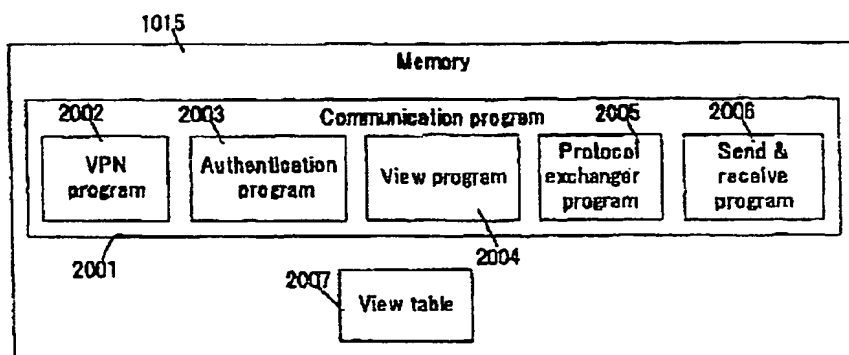 1015
Memory
2002
2003
Communication program
2005
2006
VPN
program
Authentication
program
View program
Protocol
exchanger
program
Send &
receive
program
2001
2004
2007
View table